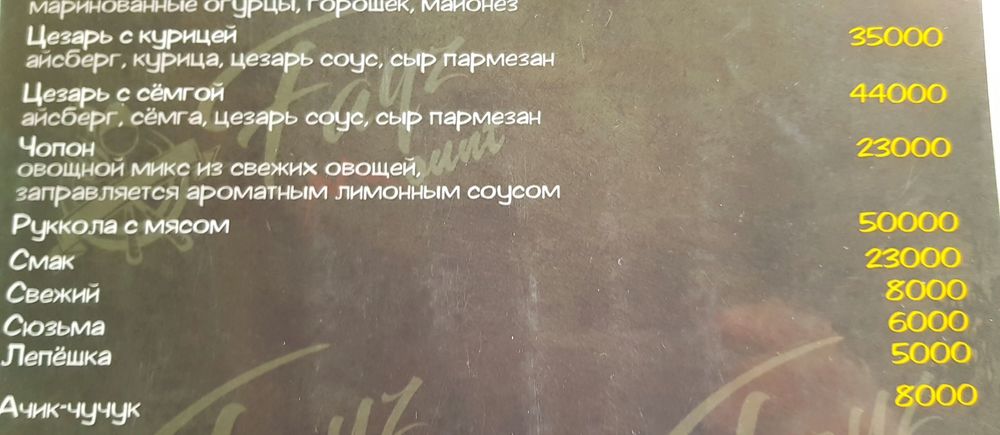 маринованные огурцы, горошек, майонез
Цезарь с курицей 35000
айсберг, курица, цезарь соус, сыр пармезан
Цезарь с сёмгой 44000
айсберг, сёмга, цезарь соус, сыр пармезан
Чопон 23000
овощной микс из свежих овощей,
заправляется ароматным лимонным соусом
Руккола с мясом 50000
Смак 23000
Свежий 8000
Сюзьма 6000
Лепёшка 5000
Ачик-чучук 8000